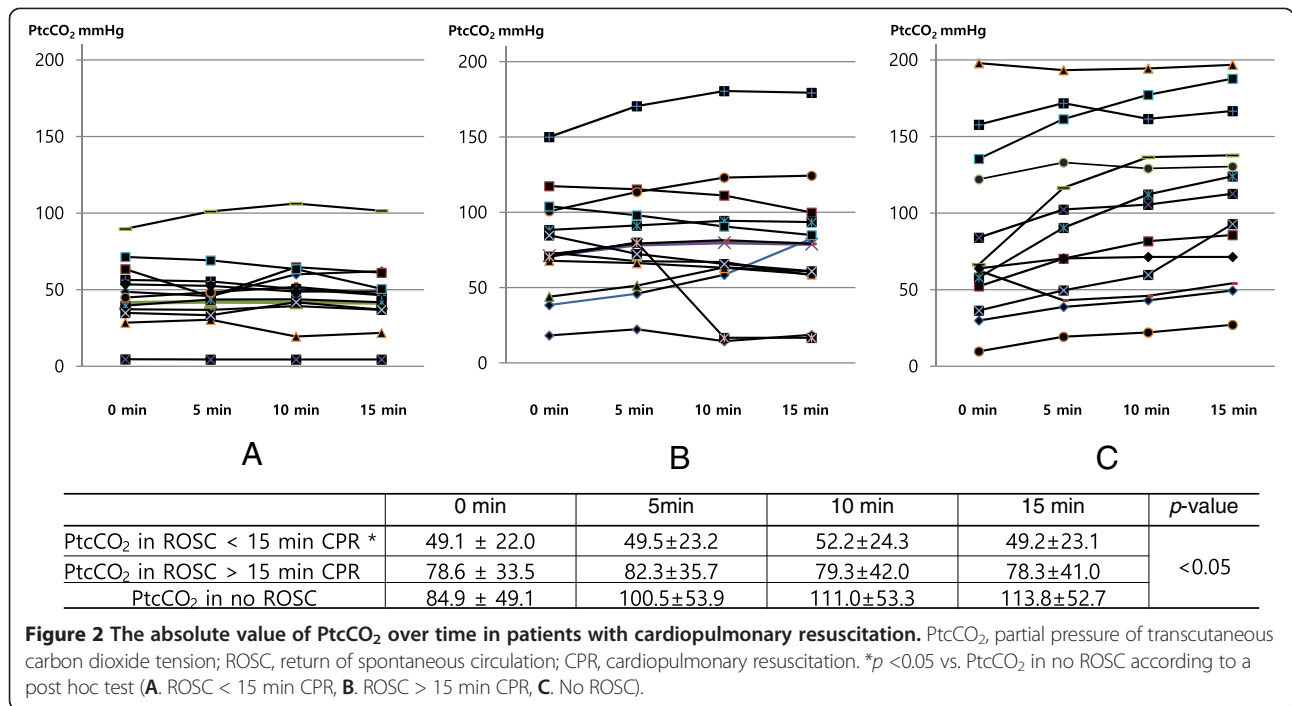 PtcCO2 mmHg
200
150
100
50
0
0 min 5 min 10 min 15 min
A
PtcCO2 mmHg
200
150
100
50
0
0 min 5 min 10 min 15 min
B
PtcCO2 mmHg
200
150
100
50
0
0 min 5 min 10 min 15 min
C
0 min 5min 10 min 15 min p-value
PtcCO2 in ROSC < 15 min CPR * 49.1 ± 22.0 49.5±23.2 52.2±24.3 49.2±23.1
PtcCO2 in ROSC > 15 min CPR 78.6 ± 33.5 82.3±35.7 79.3±42.0 78.3±41.0 <0.05
PtcCO2 in no ROSC 84.9 ± 49.1 100.5±53.9 111.0±53.3 113.8±52.7
Figure 2 The absolute value of PtcCO2 over time in patients with cardiopulmonary resuscitation. PtcCO2, partial pressure of transcutaneous
carbon dioxide tension; ROSC, return of spontaneous circulation; CPR, cardiopulmonary resuscitation. *p <0.05 vs. PtcCO2 in no ROSC according to a
post hoc test (A. ROSC < 15 min CPR, B. ROSC > 15 min CPR, C. No ROSC).